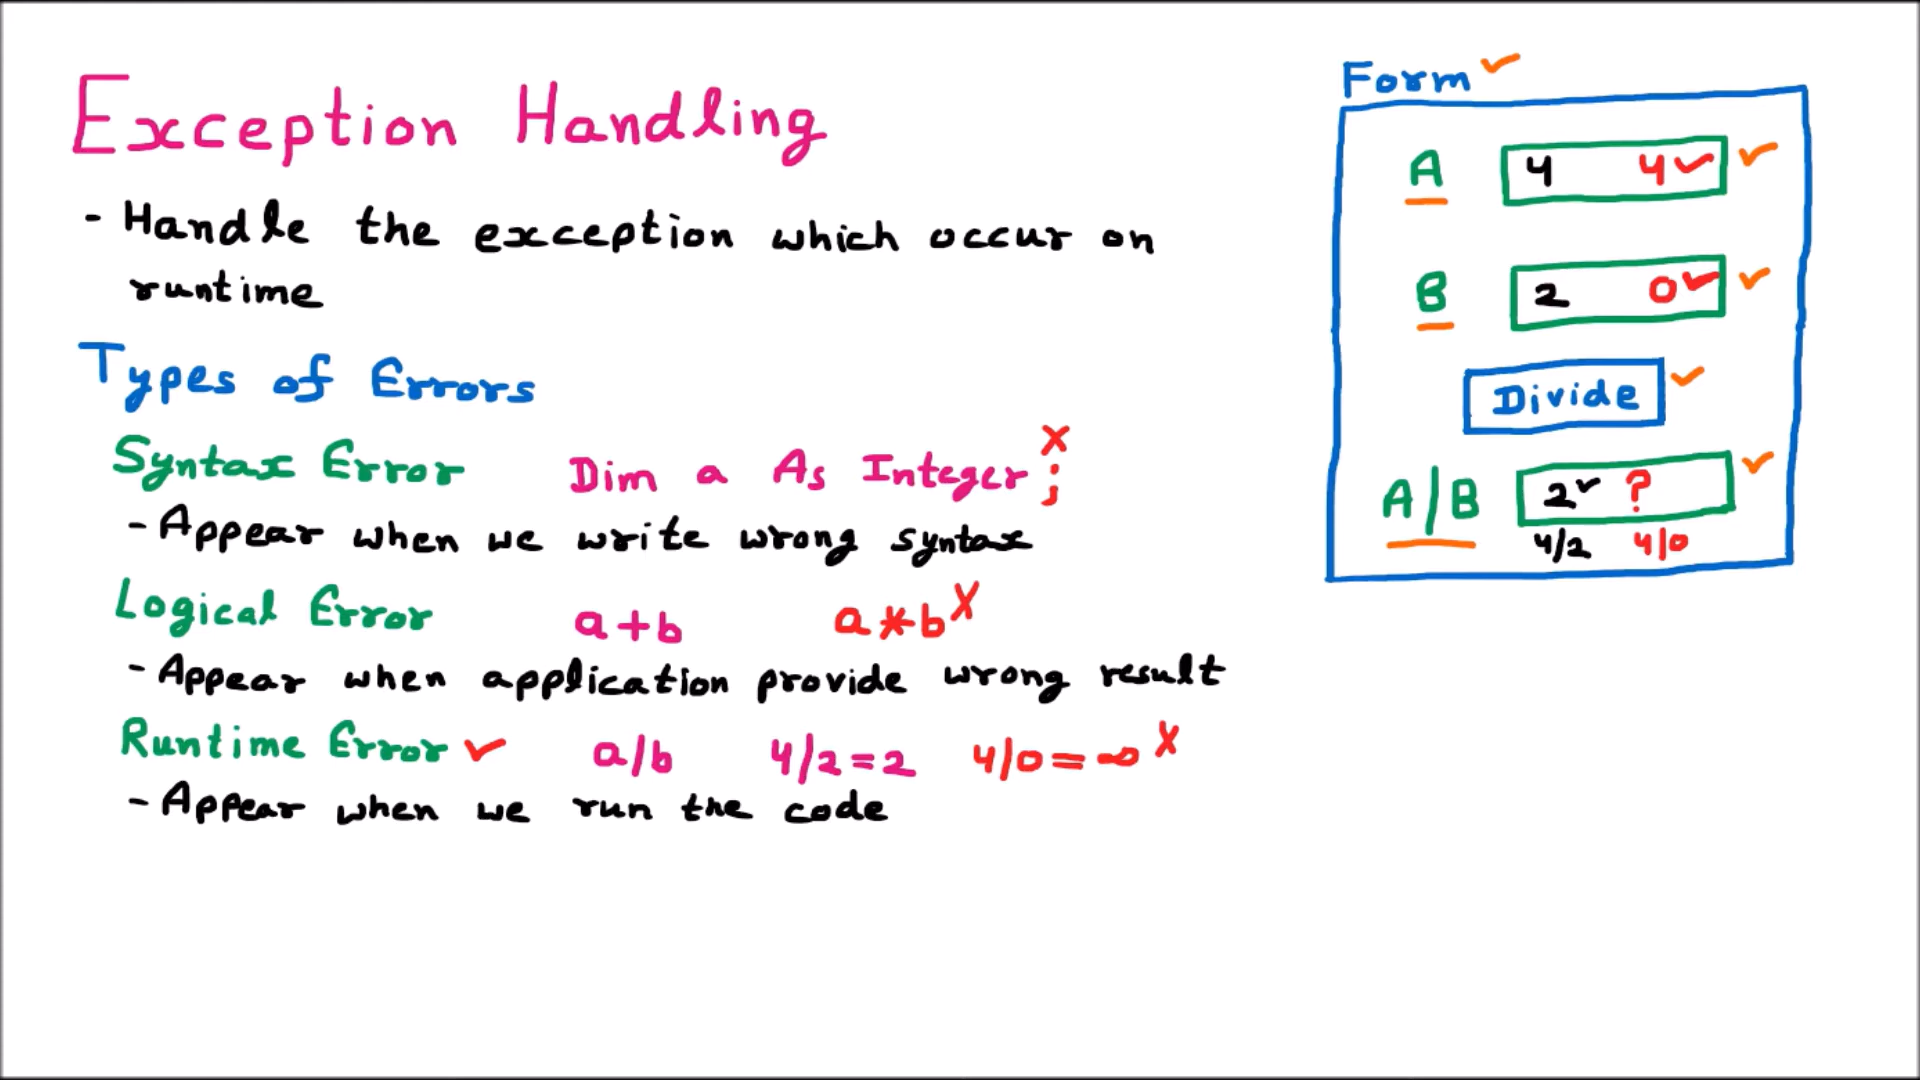 Exception Handling
- Handle the exception which occur on
runtime
Types of Errors
Syntax Error Dim a As Integer ; x
- Appear when we write wrong syntax
Logical Error a+b a*b x
- Appear when application provide wrong result
Runtime Error ✓ a/b 4/2=2 4/0=∞ x
- Appear when we run the code
Form ✓
A 4 4✓ ✓
B 2 0✓ ✓
Divide ✓
A/B 2✓ ? ✓
4/2 4/0